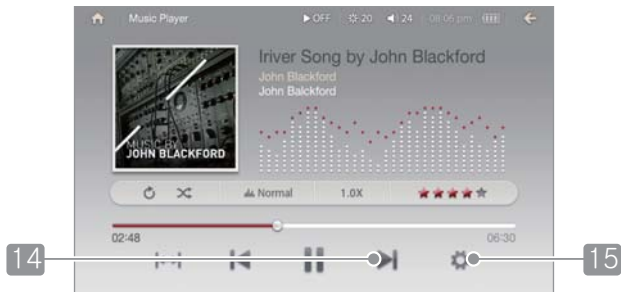 Music Player OFF 20 24 08:06 pm
Iriver Song by John Blackford
John Blackford
John Balckford
MUSIC BY
JOHN BLACKFORD
Normal 1.0X
02:48 06:30
14 15